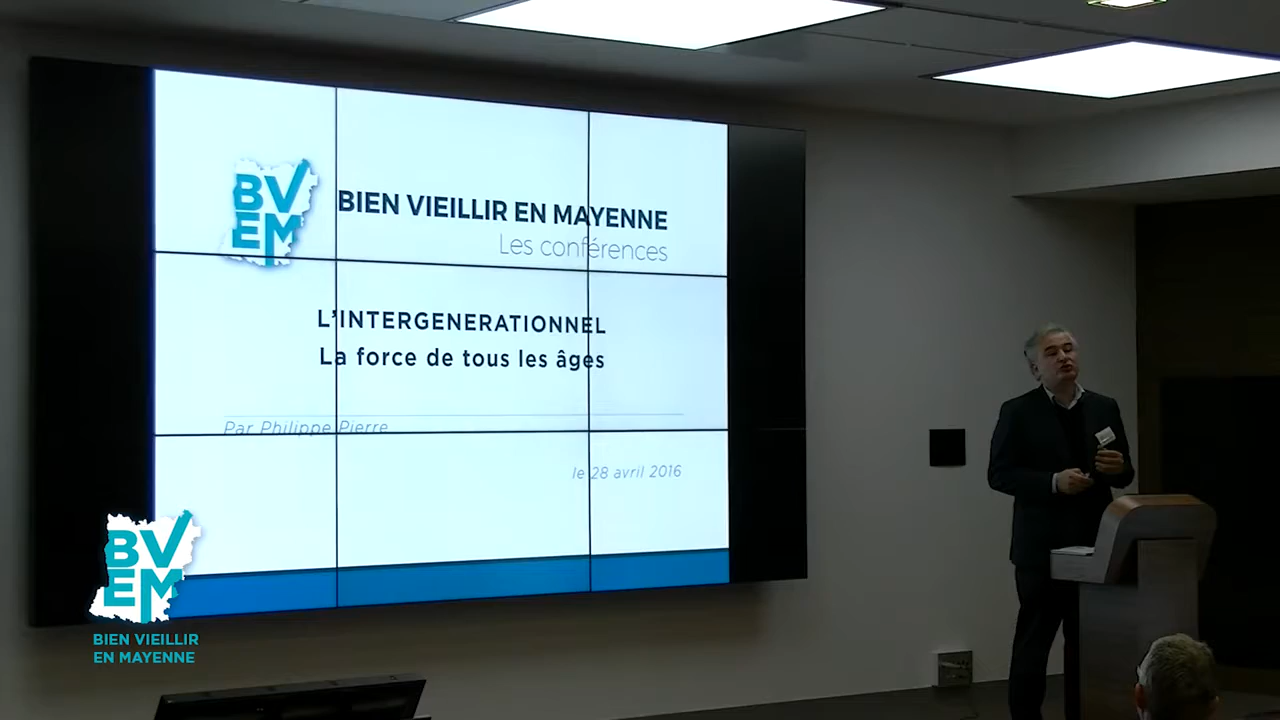 BV
EM
BIEN VIEILLIR EN MAYENNE
Les conférences
L'INTERGENERATIONNEL
La force de tous les âges
Par Philippe Pierre
le 28 avril 2016
BV
EM
BIEN VIEILLIR
EN MAYENNE